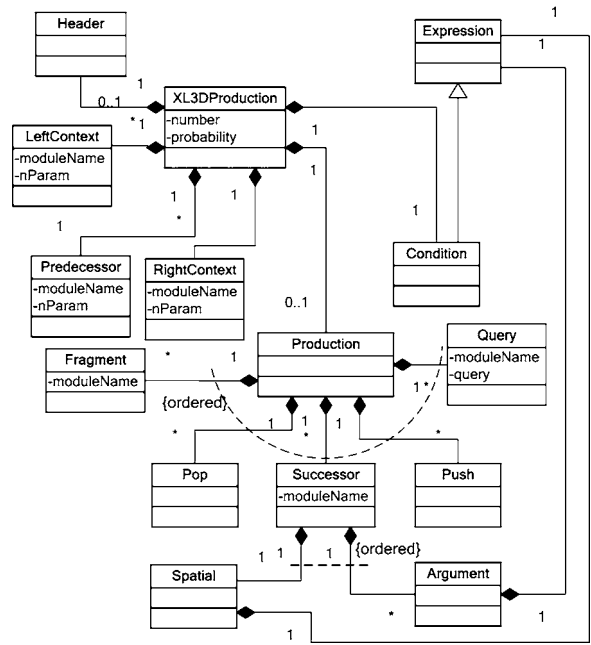 1
Header
Expression
1
1
XL3DProduction
0..1
-number
* 1
-probability
1
LeftContext
-moduleName
-nParam
1
1
*
1
1
1
Condition
Predecessor
-moduleName
-nParam
RightContext
-moduleName
-nParam
0..1
Production
Query
-moduleName
-query
*
1
Fragment
-moduleName
1 *
{ordered}
1
1
1
*
*
*
Pop
Successor
-moduleName
Push
1
1
1
{ordered}
Spatial
Argument
*
1
1